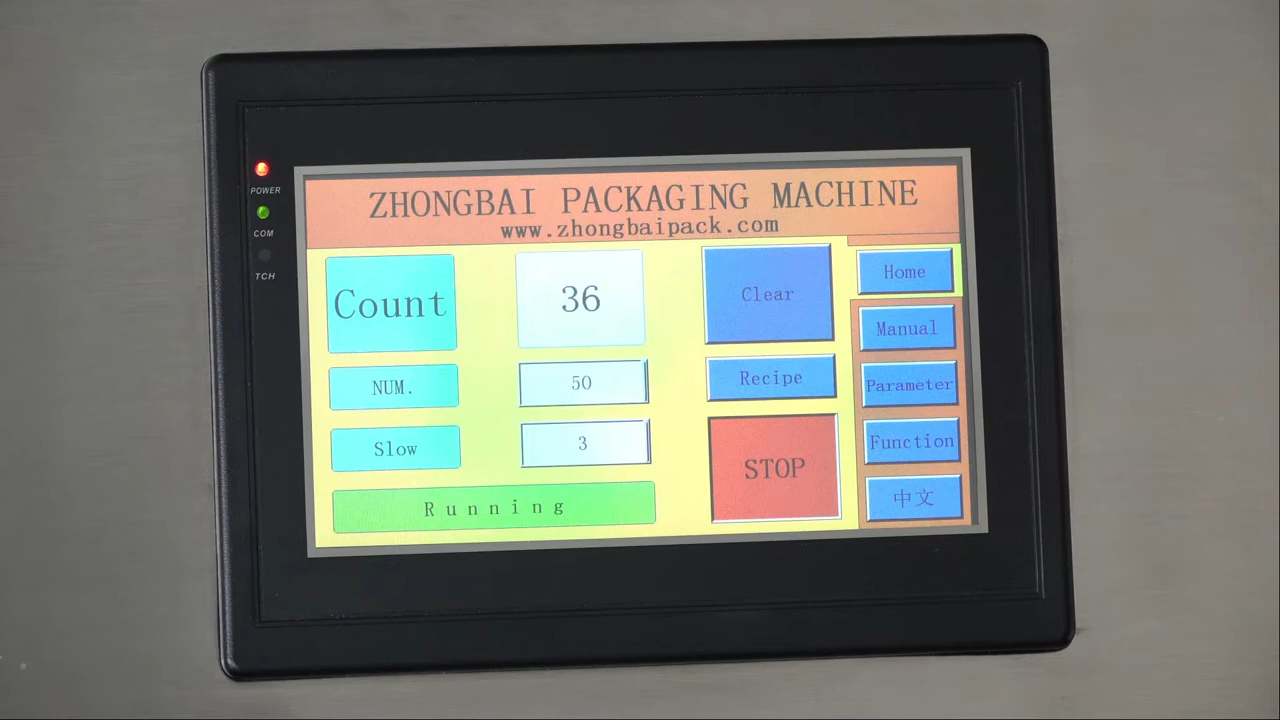 POWER
COM
TCH
ZHONGBAI PACKAGING MACHINE
www.zhongbaipack.com
Count
36
Clear
Home
Manual
NUM.
50
Recipe
Parameter
Slow
3
STOP
Function
Running
中文